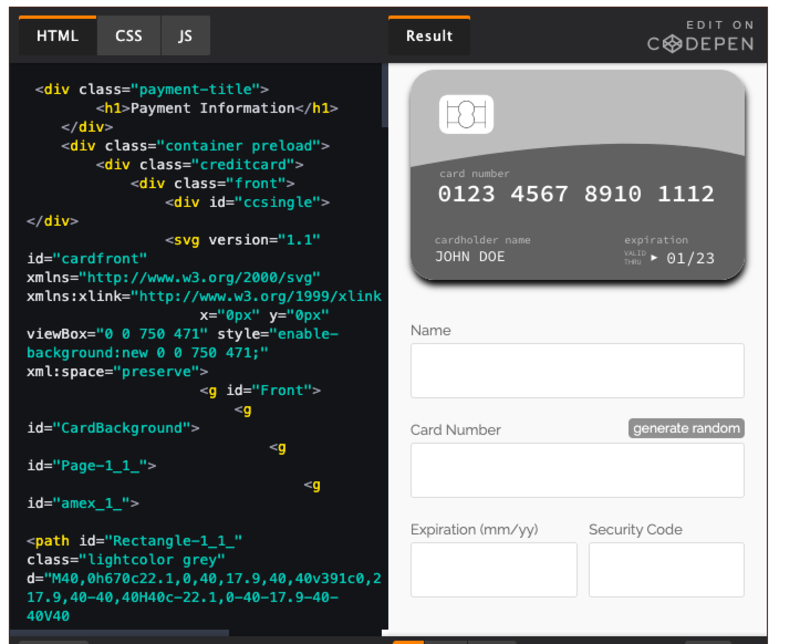 HTML
CSS
JS
Result
EDIT ON
CODEPEN
<div class="payment-title">
<h1>Payment Information</h1>
</div>
<div class="container preload">
<div class="creditcard">
<div class="front">
<div id="ccsingle">
</div>
<svg version="1.1"
id="cardfront"
xmlns="http://www.w3.org/2000/svg"
xmlns:xlink="http://www.w3.org/1999/xlink
x="0px" y="0px"
viewBox="0 0 750 471" style="enable-
background:new 0 0 750 471;"
xml:space="preserve">
<g id="Front">
<g
id="CardBackground">
<g
id="Page-1_1_">
<g
id="amex_1_">
<path id="Rectangle-1_1_"
class="lightcolor grey"
d="M40,0h670c22.1,0,40,17.9,40,40v391c0,2
17.9,40-40,40H40c-22.1,0-40-17.9-40-
40V40
card number
0123 4567 8910 1112
cardholder name
JOHN DOE
expiration
VALID
THRU
01/23
Name
Card Number
generate random
Expiration (mm/yy)
Security Code